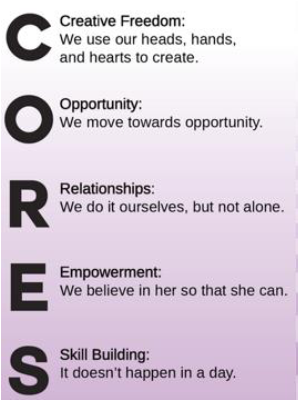 C
Creative Freedom:
We use our heads, hands,
and hearts to create.
O
Opportunity:
We move towards opportunity.
R
Relationships:
We do it ourselves, but not alone.
E
Empowerment:
We believe in her so that she can.
S
Skill Building:
It doesn't happen in a day.